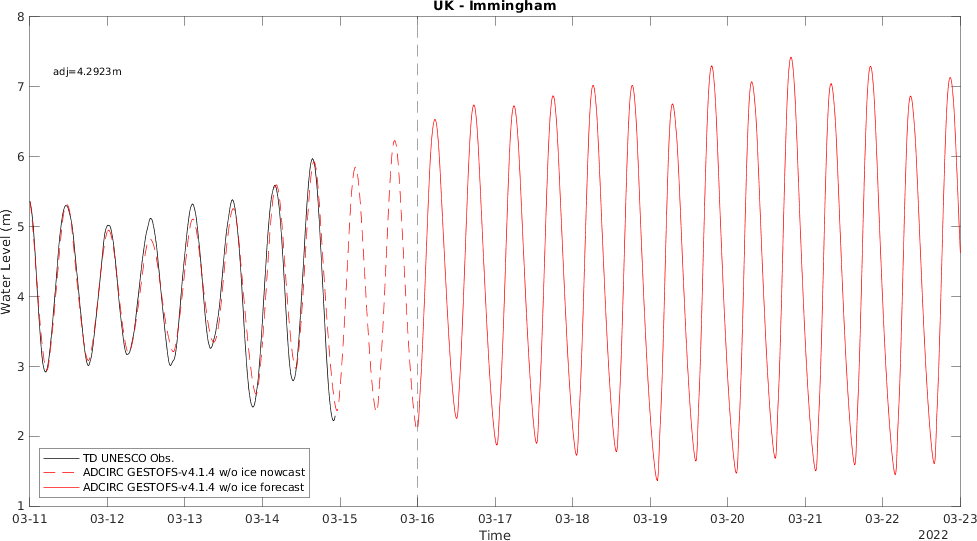 UK - Immingham
8
adj=4.2923m
7
6
5
4
3
2
1
Water Level (m)
TD UNESCO Obs.
ADCIRC GESTOFS-v4.1.4 w/o ice nowcast
ADCIRC GESTOFS-v4.1.4 w/o ice forecast
03-11 03-12 03-13 03-14 03-15 03-16 03-17 03-18 03-19 03-20 03-21 03-22 03-23
Time
2022